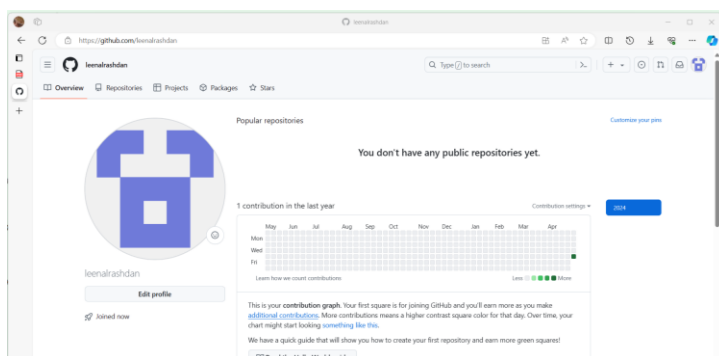 leenalrashdan
https://github.com/leenalrashdan
leenalrashdan
Type / to search
Overview
Repositories
Projects
Packages
Stars
Popular repositories
Customize your pins
You don't have any public repositories yet.
1 contribution in the last year
Contribution settings
2024
May Jun Jul Aug Sep Oct Nov Dec Jan Feb Mar Apr
Mon
Wed
Fri
Learn how we count contributions
Less More
leenalrashdan
Edit profile
Joined now
This is your contribution graph. Your first square is for joining GitHub and you'll earn more as you make
additional contributions. More contributions means a higher contrast square color for that day. Over time, your
chart might start looking something like this.
We have a quick guide that will show you how to create your first repository and earn more green squares!